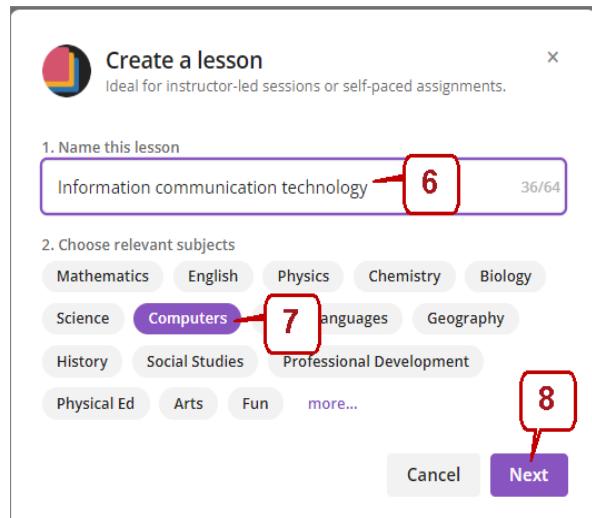 Create a lesson
Ideal for instructor-led sessions or self-paced assignments.
1. Name this lesson
Information communication technology 6 36/64
2. Choose relevant subjects
Mathematics English Physics Chemistry Biology
Science Computers 7 Geography
History Social Studies Professional Development
Physical Ed Arts Fun more... 8
Cancel Next